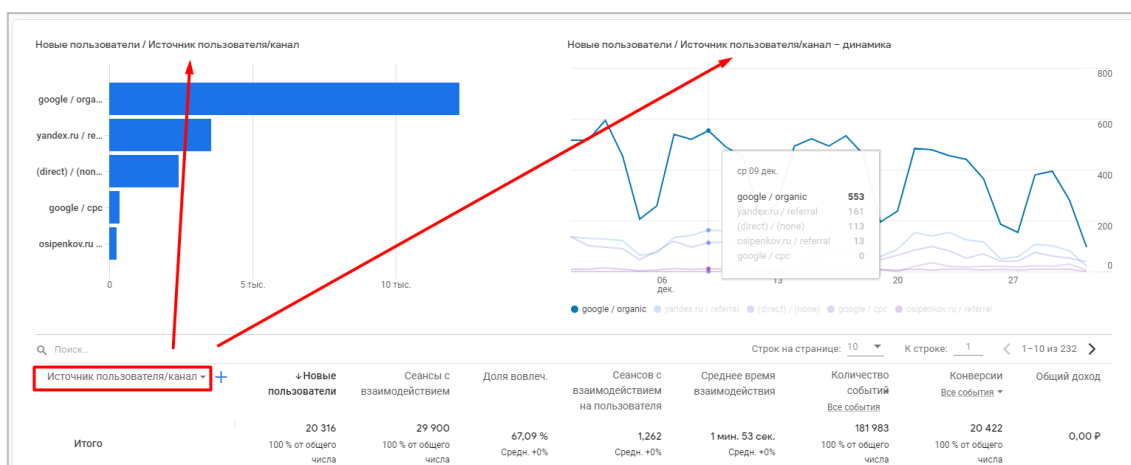 Новые пользователи / Источник пользователя/канал
google / orga...
yandex.ru / re...
(direct) / (non...
google / cpc
osipenkov.ru ...
0
5 тыс.
10 тыс.
Новые пользователи / Источник пользователя/канал – динамика
800
600
400
200
0
06
дек.
13
20
27
ср 09 дек.
google / organic 553
yandex.ru / referral 161
(direct) / (none) 113
osipenkov.ru / referral 13
google / cpc 0
google / organic yandex.ru / referral (direct) / (none) google / cpc osipenkov.ru / referral
Поиск...
Строк на странице: 10 К строке: 1 1–10 из 232
Источник пользователя/канал +
↓ Новые пользователи
Сеансы с взаимодействием
Доля вовлеч.
Сеансов с взаимодействием на пользователя
Среднее время взаимодействия
Количество событий
Все события
Конверсии
Все события
Общий доход
Итого
20 316
100 % от общего числа
29 900
100 % от общего числа
67,09 %
Средн. +0%
1,262
Средн. +0%
1 мин. 53 сек.
Средн. +0%
181 983
100 % от общего числа
20 422
100 % от общего числа
0,00 ₽